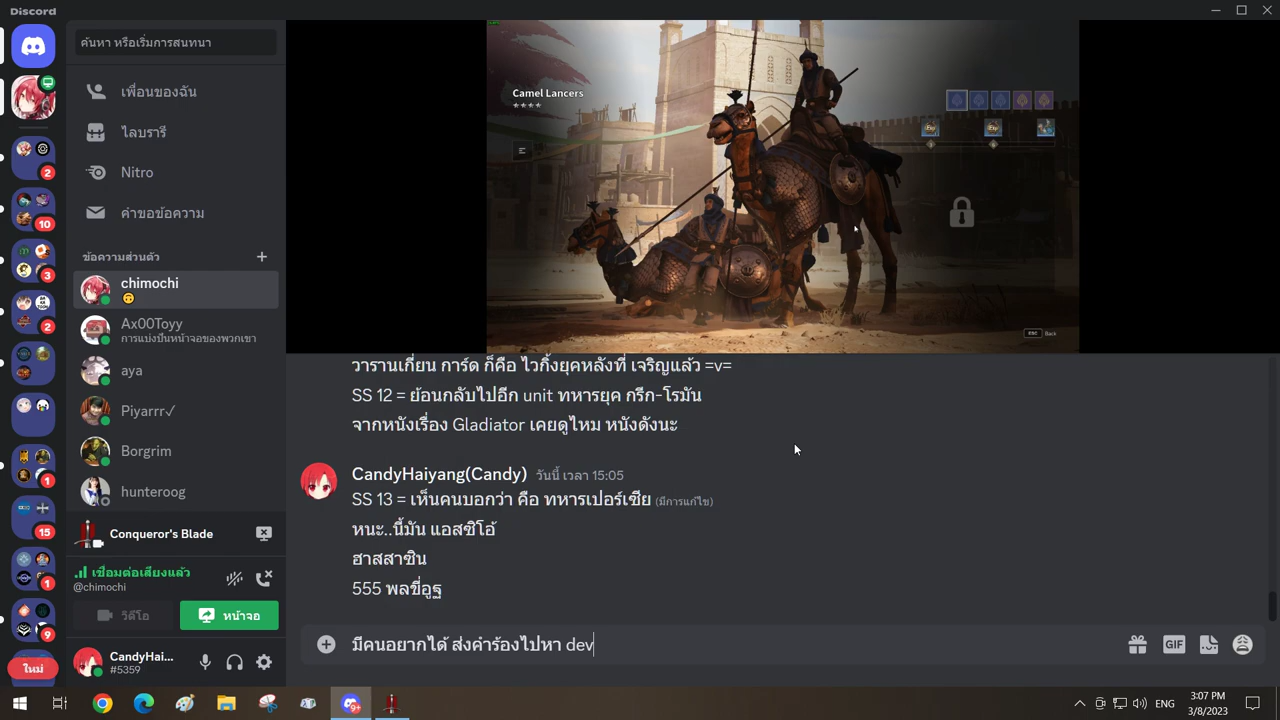 Discord
ค้นหา หรือเริ่มการสนทนา
เพื่อนของฉัน
ไลบรารี
Nitro
คำขอข้อความ
ข้อความส่วนตัว
chimochi
Ax00Toyy
การแบ่งปันหน้าจอของพวกเขา
aya
Piyarrr✓
Borgrim
hunteroog
Conqueror's Blade
เชื่อมต่อเสียงแล้ว
@chimochi
วิดีโอ
หน้าจอ
CandyHai...
#5359
2
10
3
2
1
15
1
9
ใหม่
Camel Lancers
ESC Back
วารานเกี่ยน การ์ด ก็คือ ไวกิ้งยุคหลังที่ เจริญแล้ว =v=
SS 12 = ย้อนกลับไปอีก unit ทหารยุค กรีก-โรมัน
จากหนังเรื่อง Gladiator เคยดูไหม หนังดังนะ
CandyHaiyang(Candy) วันนี้ เวลา 15:05
SS 13 = เห็นคนบอกว่า คือ ทหารเปอร์เซีย (มีการแก้ไข)
หนะ..นี้มัน แอสซิโอ้
ฮาสสาซิน
555 พลขี่อูฐ
มีคนอยากได้ ส่งคำร้องไปหา dev
GIF
9+
ENG
3:07 PM
3/8/2023